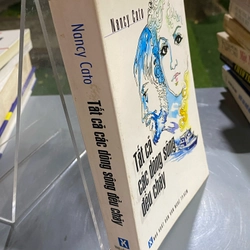 Nancy Cato
Tất cả các dòng sông đều chảy
Nancy Cato
Tất cả
các dòng sông
đều chảy